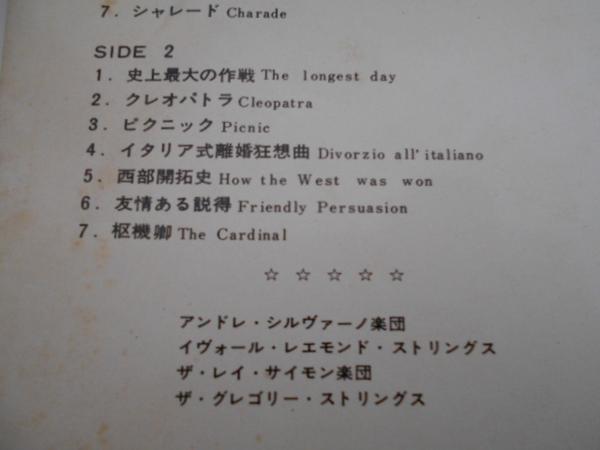 7. シャレード Charade
SIDE 2
1. 史上最大の作戦 The longest day
2. クレオパトラ Cleopatra
3. ピクニック Picnic
4. イタリア式離婚狂想曲 Divorzio all' italiano
5. 西部開拓史 How the West was won
6. 友情ある説得 Friendly Persuasion
7. 枢機卿 The Cardinal
☆ ☆ ☆ ☆ ☆
アンドレ・シルヴァーノ楽団
イヴォール・レエモンド・ストリングス
ザ・レイ・サイモン楽団
ザ・グレゴリー・ストリングス